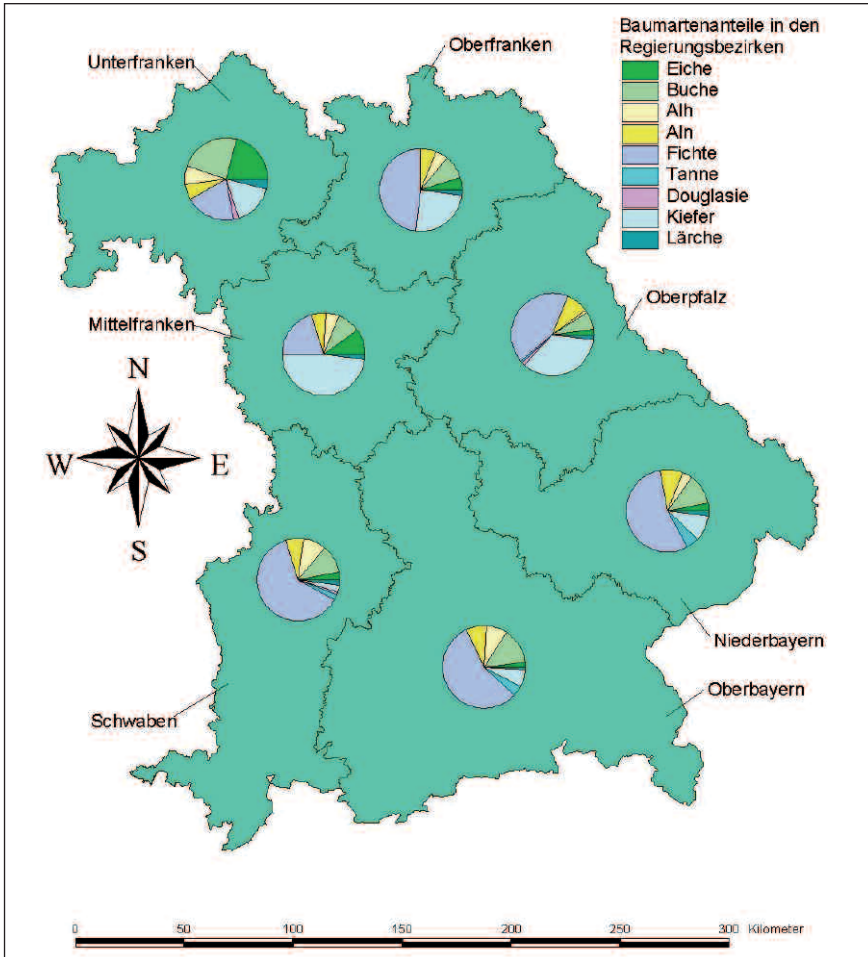 Baumartenanteile in den
Regierungsbezirken
Eiche
Buche
Alh
Aln
Fichte
Tanne
Douglasie
Kiefer
Lärche
Oberfranken
Unterfranken
Oberpfalz
Mittelfranken
N
W E
S
Niederbayern
Oberbayern
Schwaben
0 50 100 150 200 250 300 Kilometer